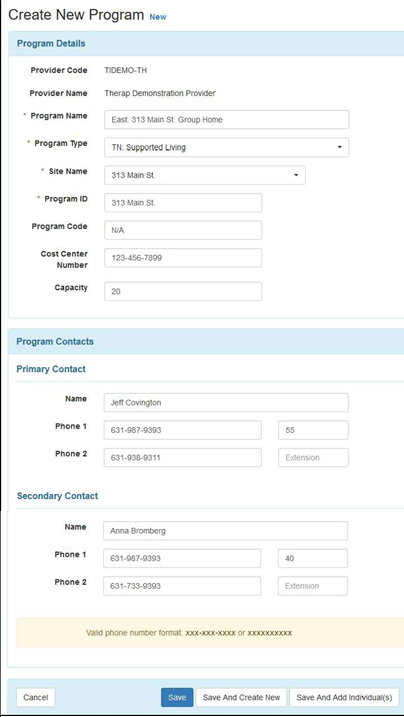 Create New Program New
Program Details
Provider Code TIDEMO-TH
Provider Name Therap Demonstration Provider
* Program Name East: 313 Main St. Group Home
* Program Type TN: Supported Living
* Site Name 313 Main St.
* Program ID 313 Main St.
Program Code N/A
Cost Center
Number 123-456-7899
Capacity 20
Program Contacts
Primary Contact
Name Jeff Covington
Phone 1 631-987-9393 55
Phone 2 631-938-9311 Extension
Secondary Contact
Name Anna Bromberg
Phone 1 631-987-9393 40
Phone 2 631-733-9393 Extension
Valid phone number format: xxx-xxx-xxxx or xxxxxxxxxx
Cancel Save Save And Create New Save And Add Individual(s)